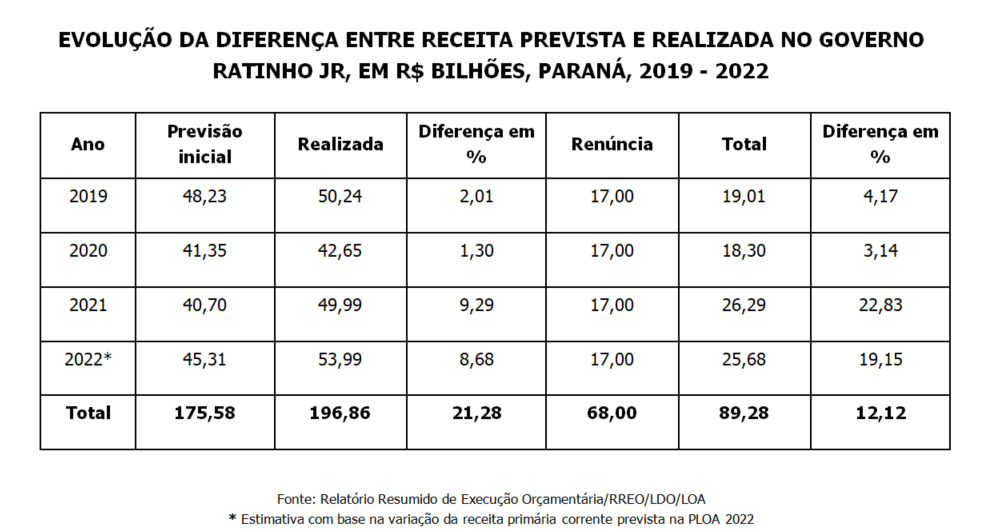 EVOLUÇÃO DA DIFERENÇA ENTRE RECEITA PREVISTA E REALIZADA NO GOVERNO
RATINHO JR, EM R$ BILHÕES, PARANÁ, 2019 - 2022
Ano Previsão inicial Realizada Diferença em % Renúncia Total Diferença em %
2019 48,23 50,24 2,01 17,00 19,01 4,17
2020 41,35 42,65 1,30 17,00 18,30 3,14
2021 40,70 49,99 9,29 17,00 26,29 22,83
2022* 45,31 53,99 8,68 17,00 25,68 19,15
Total 175,58 196,86 21,28 68,00 89,28 12,12
Fonte: Relatório Resumido de Execução Orçamentária/RREO/LDO/LOA
* Estimativa com base na variação da receita primária corrente prevista na PLOA 2022